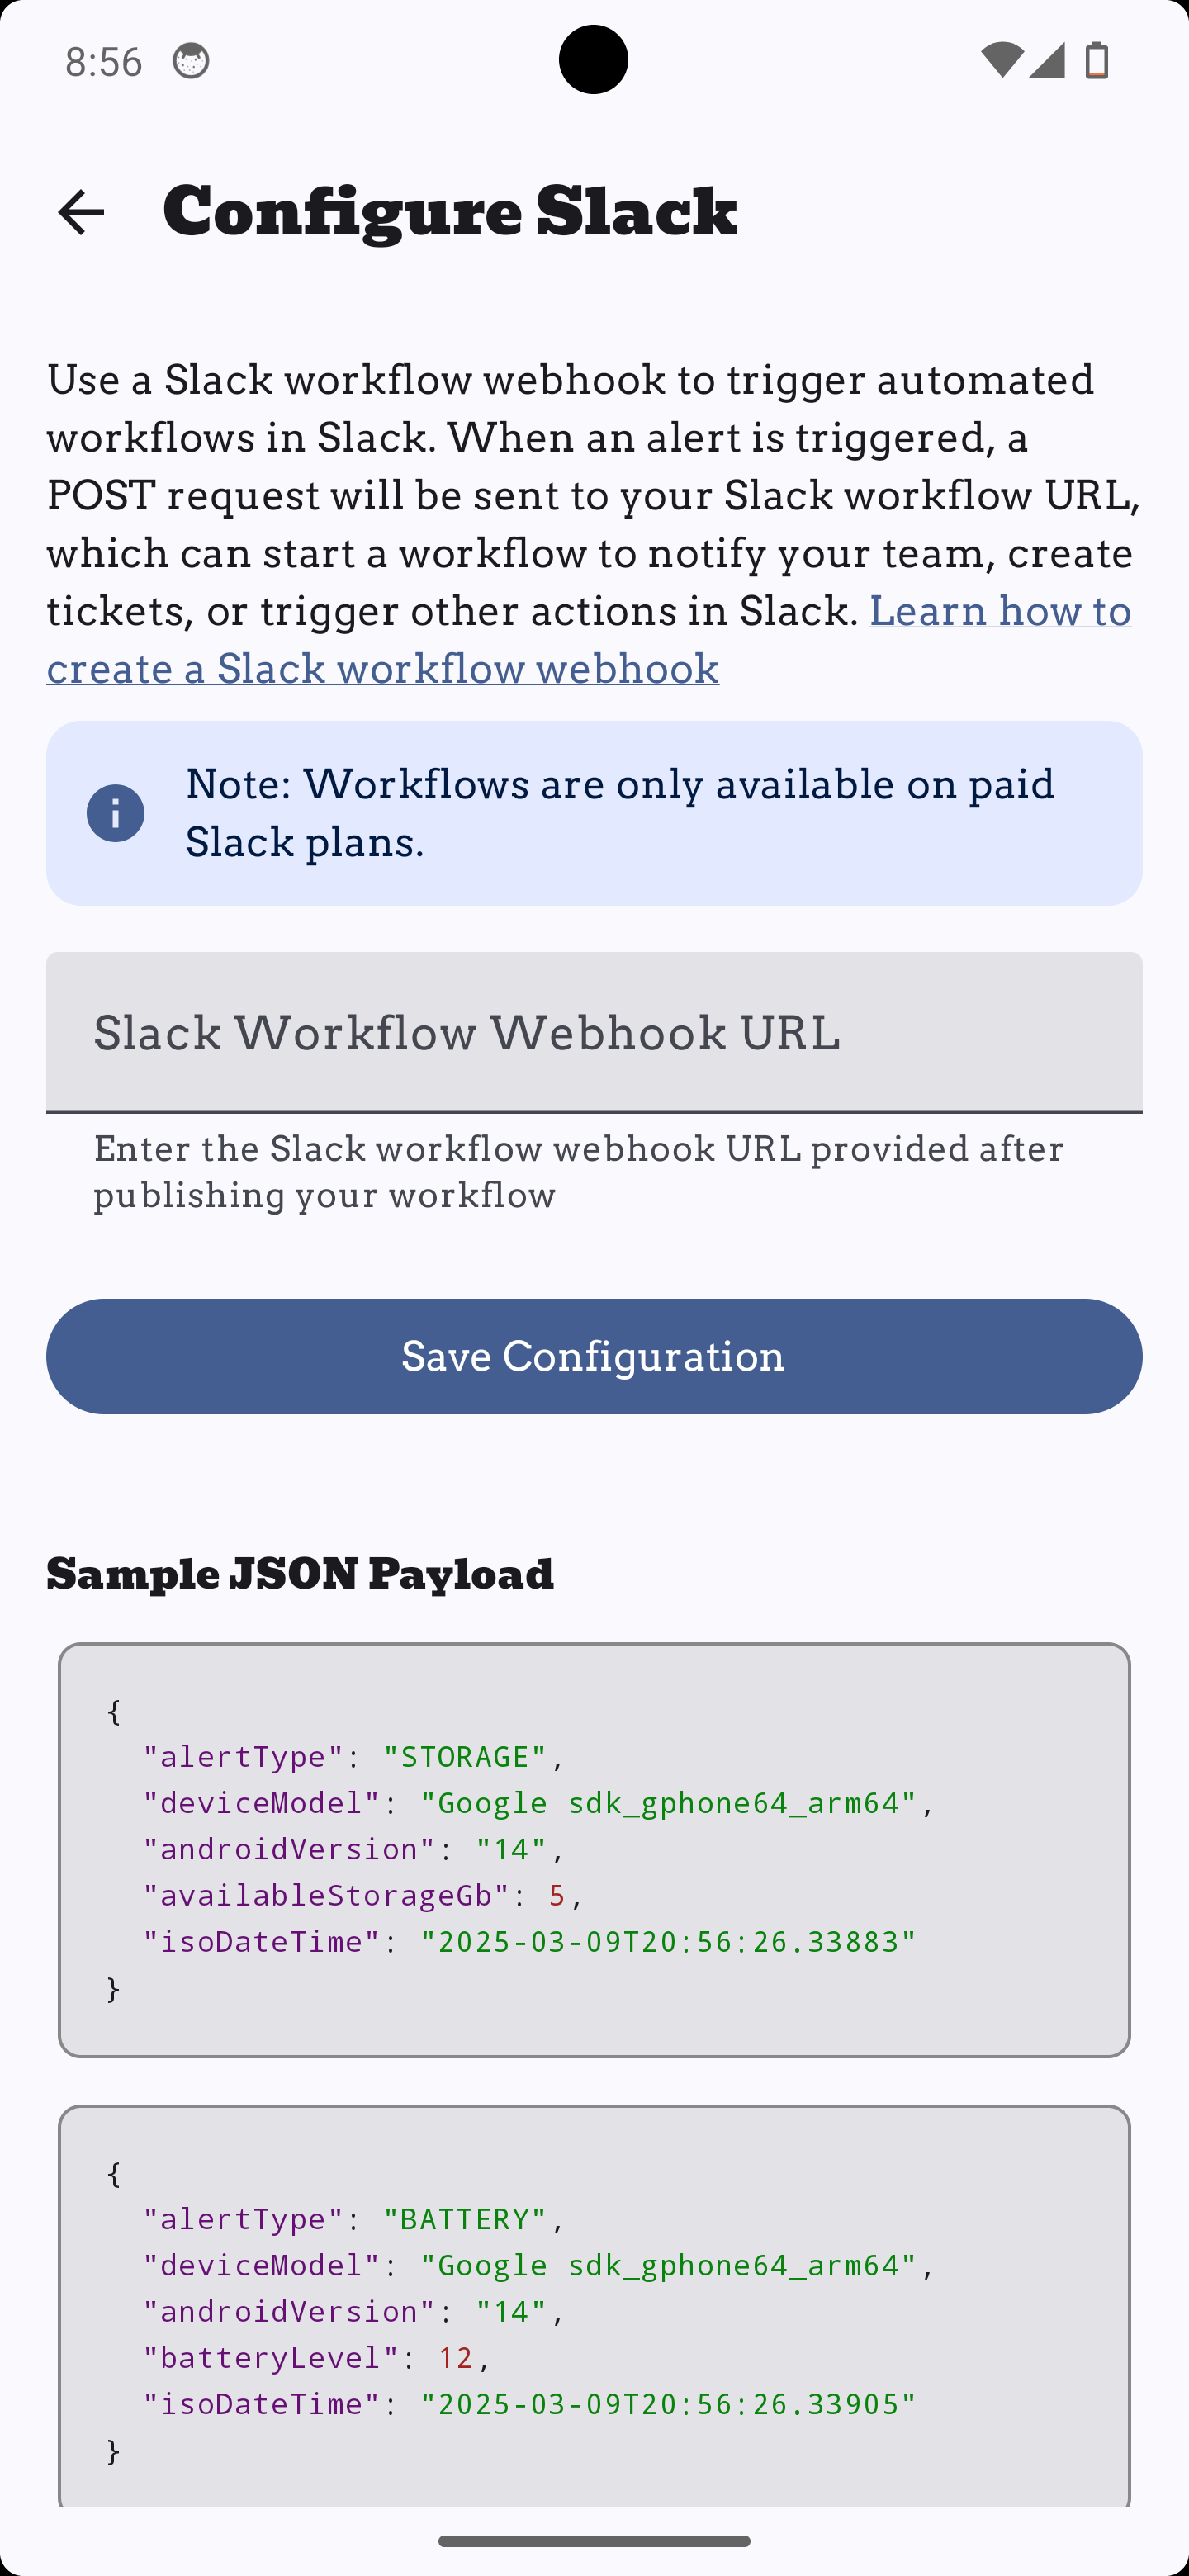 8:56
Configure Slack
Use a Slack workflow webhook to trigger automated
workflows in Slack. When an alert is triggered, a
POST request will be sent to your Slack workflow URL,
which can start a workflow to notify your team, create
tickets, or trigger other actions in Slack. Learn how to
create a Slack workflow webhook
Note: Workflows are only available on paid
Slack plans.
Slack Workflow Webhook URL
Enter the Slack workflow webhook URL provided after
publishing your workflow
Save Configuration
Sample JSON Payload
{
  "alertType": "STORAGE",
  "deviceModel": "Google sdk_gphone64_arm64",
  "androidVersion": "14",
  "availableStorageGb": 5,
  "isoDateTime": "2025-03-09T20:56:26.33883"
}
{
  "alertType": "BATTERY",
  "deviceModel": "Google sdk_gphone64_arm64",
  "androidVersion": "14",
  "batteryLevel": 12,
  "isoDateTime": "2025-03-09T20:56:26.33905"
}